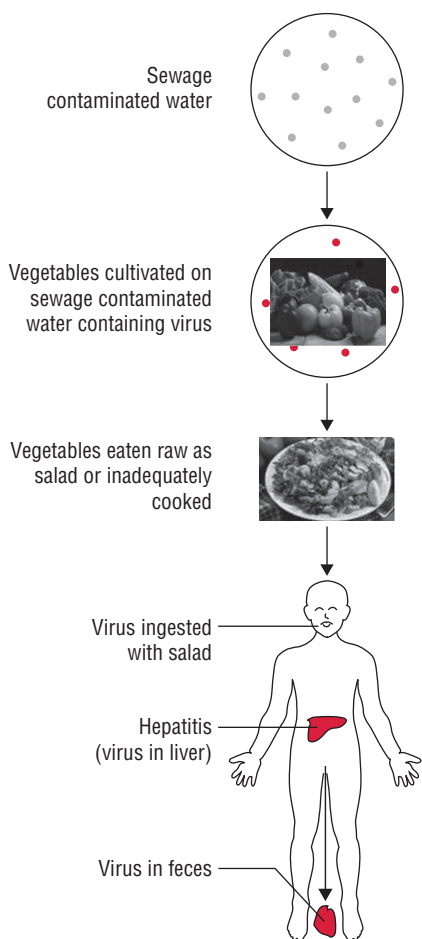 Sewage
contaminated water
Vegetables cultivated on
sewage contaminated
water containing virus
Vegetables eaten raw as
salad or inadequately
cooked
Virus ingested
with salad
Hepatitis
(virus in liver)
Virus in feces